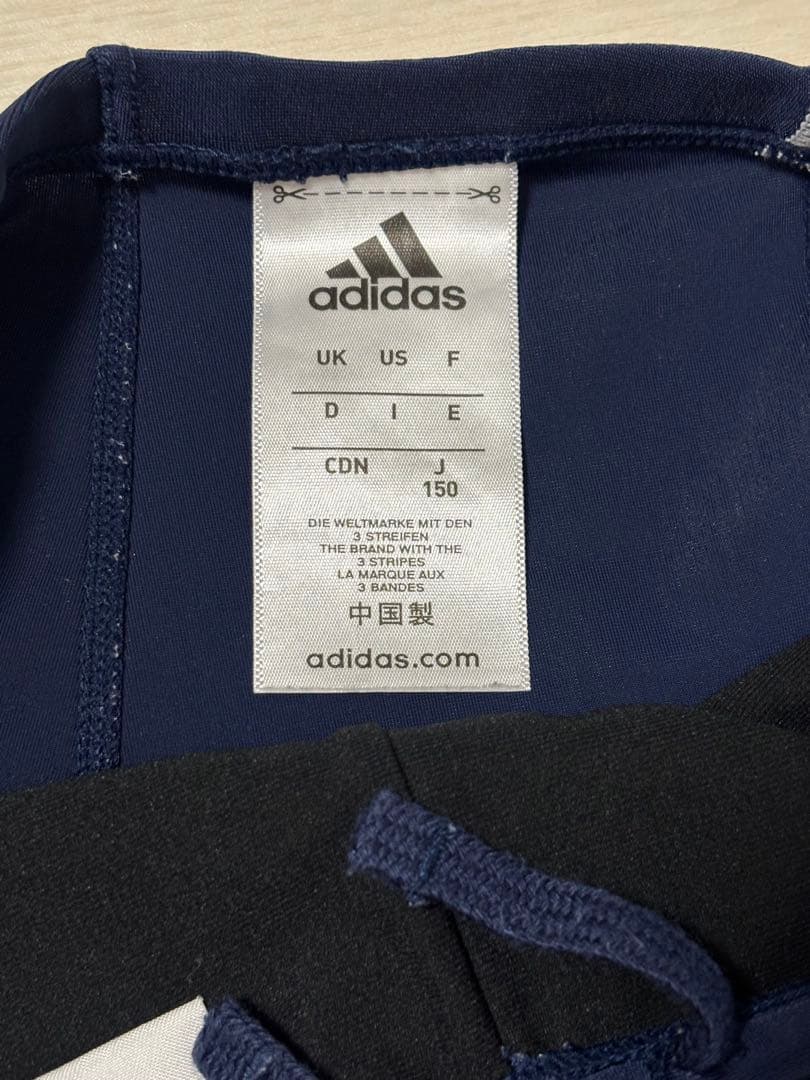 adidas
UK US F
D I E
CDN J
150
DIE WELTMARKE MIT DEN
3 STREIFEN
THE BRAND WITH THE
3 STRIPES
LA MARQUE AUX
3 BANDES
中国製
adidas.com